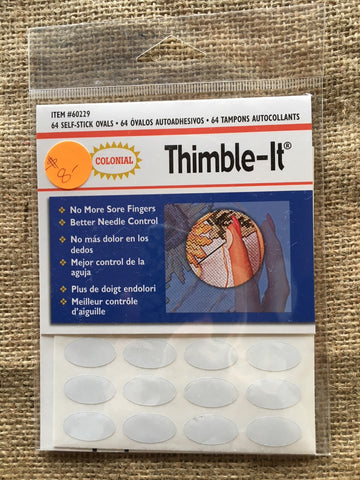 ITEM #60229
64 SELF-STICK OVALS • 64 ÓVALOS AUTOADHESIVOS • 64 TAMPONS AUTOCOLLANTS
8-
COLONIAL
Thimble-It®
No More Sore Fingers
Better Needle Control
No más dolor en los
dedos
Mejor control de la
aguja
Plus de doigt endolori
Meilleur contrôle
d'aiguille